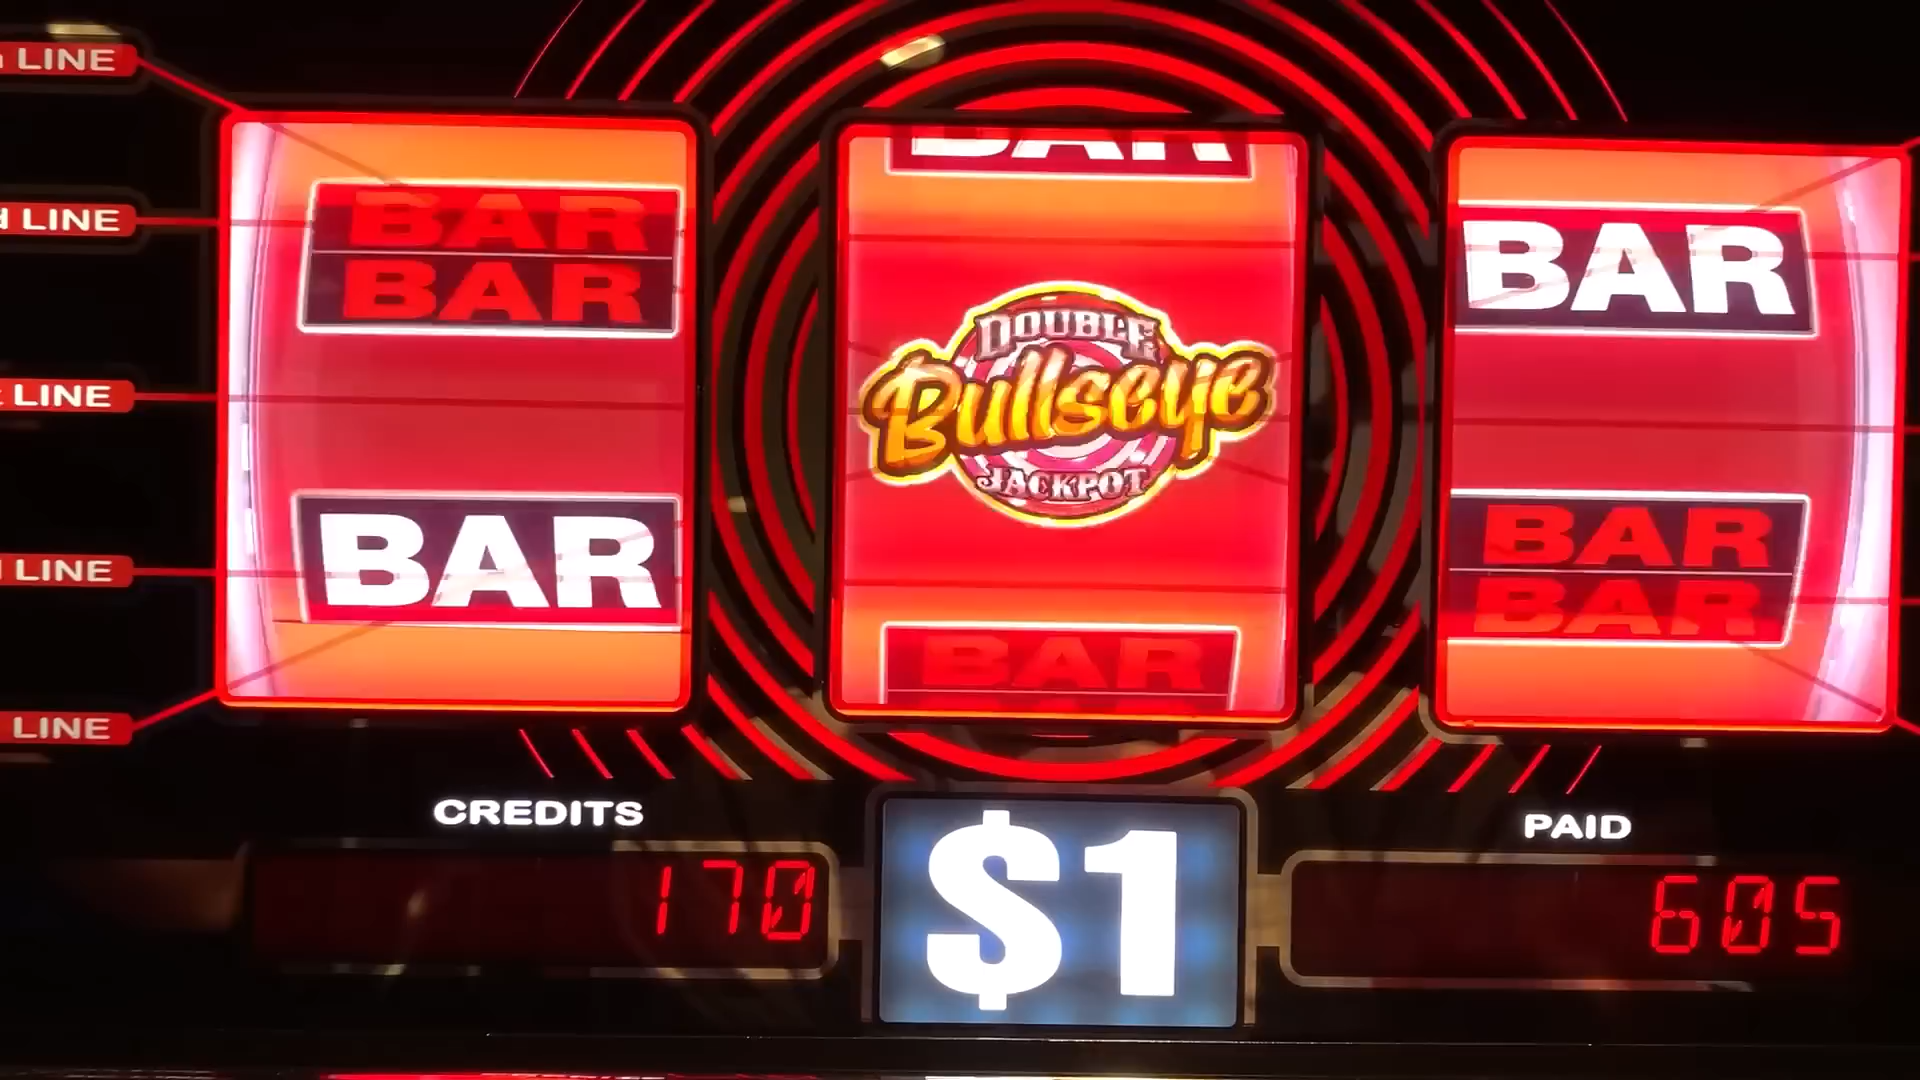 LINE
LINE
LINE
LINE
LINE
BAR
BAR
BAR
BAR
DOUBLE
Bullseye
JACKPOT
BAR
BAR
BAR
BAR
CREDITS
170
$1
PAID
605